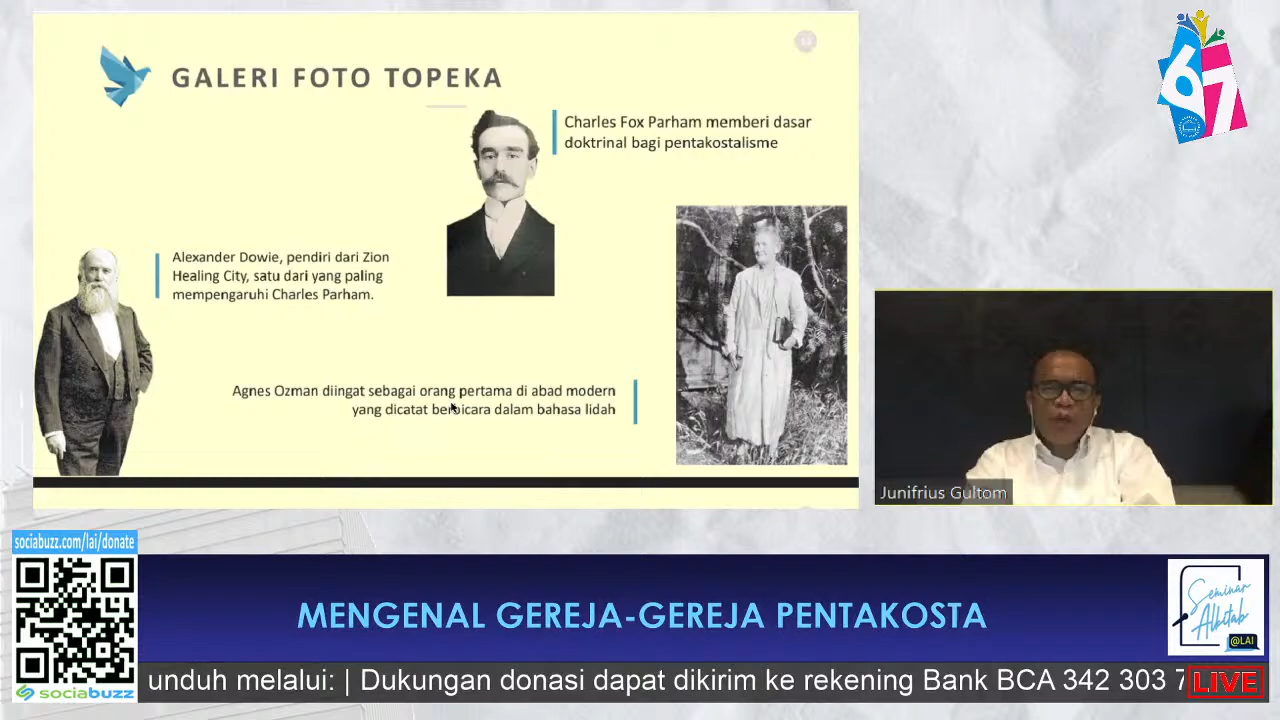 GALERI FOTO TOPEKA
Charles Fox Parham memberi dasar
doktrinal bagi pentakostalisme
Alexander Dowie, pendiri dari Zion
Healing City, satu dari yang paling
mempengaruhi Charles Parham.
Agnes Ozman diingat sebagai orang pertama di abad modern
yang dicatat berbicara dalam bahasa lidah
67
Junifrius Gultom
sociabuzz.com/lai/donate
MENGENAL GEREJA-GEREJA PENTAKOSTA
Seminar
Alkitab
@LAI
sociabuzz
unduh melalui: | Dukungan donasi dapat dikirim ke rekening Bank BCA 342 303 7
LIVE